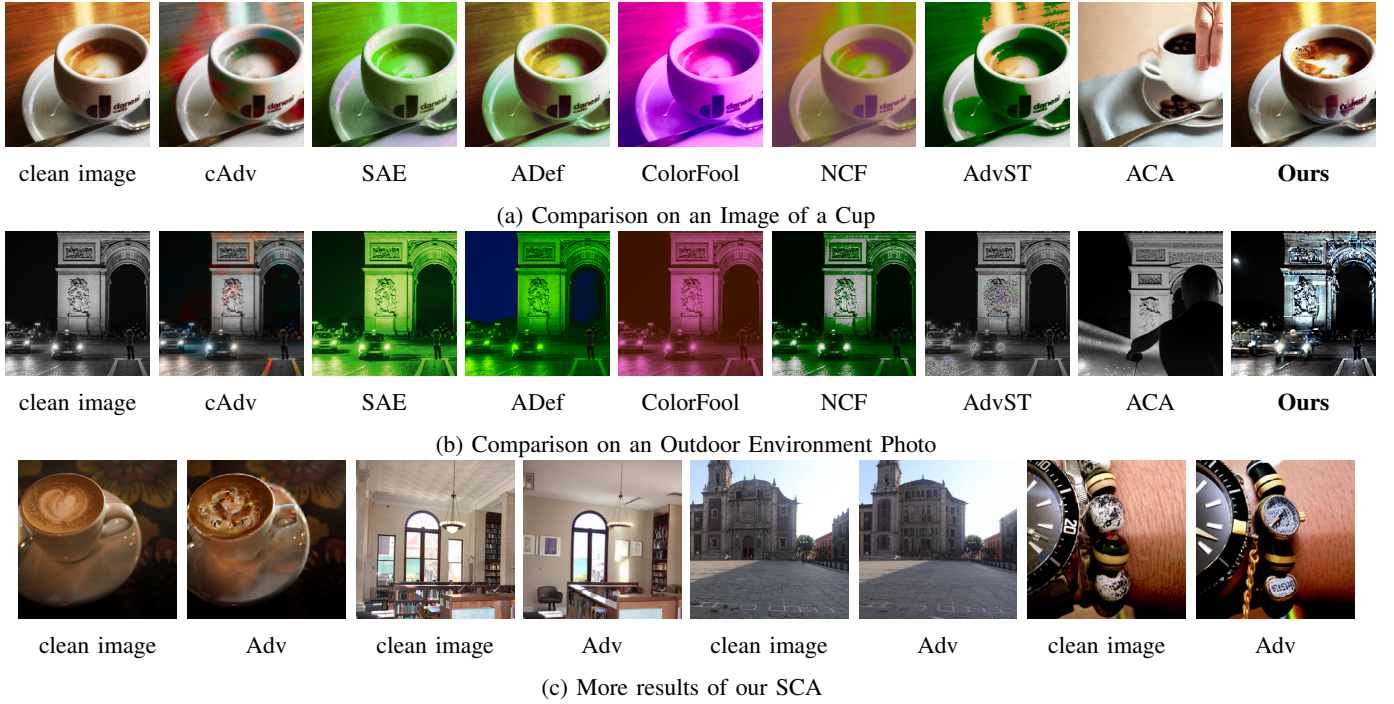 clean image cAdv SAE ADef ColorFool NCF AdvST ACA Ours
(a) Comparison on an Image of a Cup
clean image cAdv SAE ADef ColorFool NCF AdvST ACA Ours
(b) Comparison on an Outdoor Environment Photo
clean image Adv clean image Adv clean image Adv clean image Adv
(c) More results of our SCA